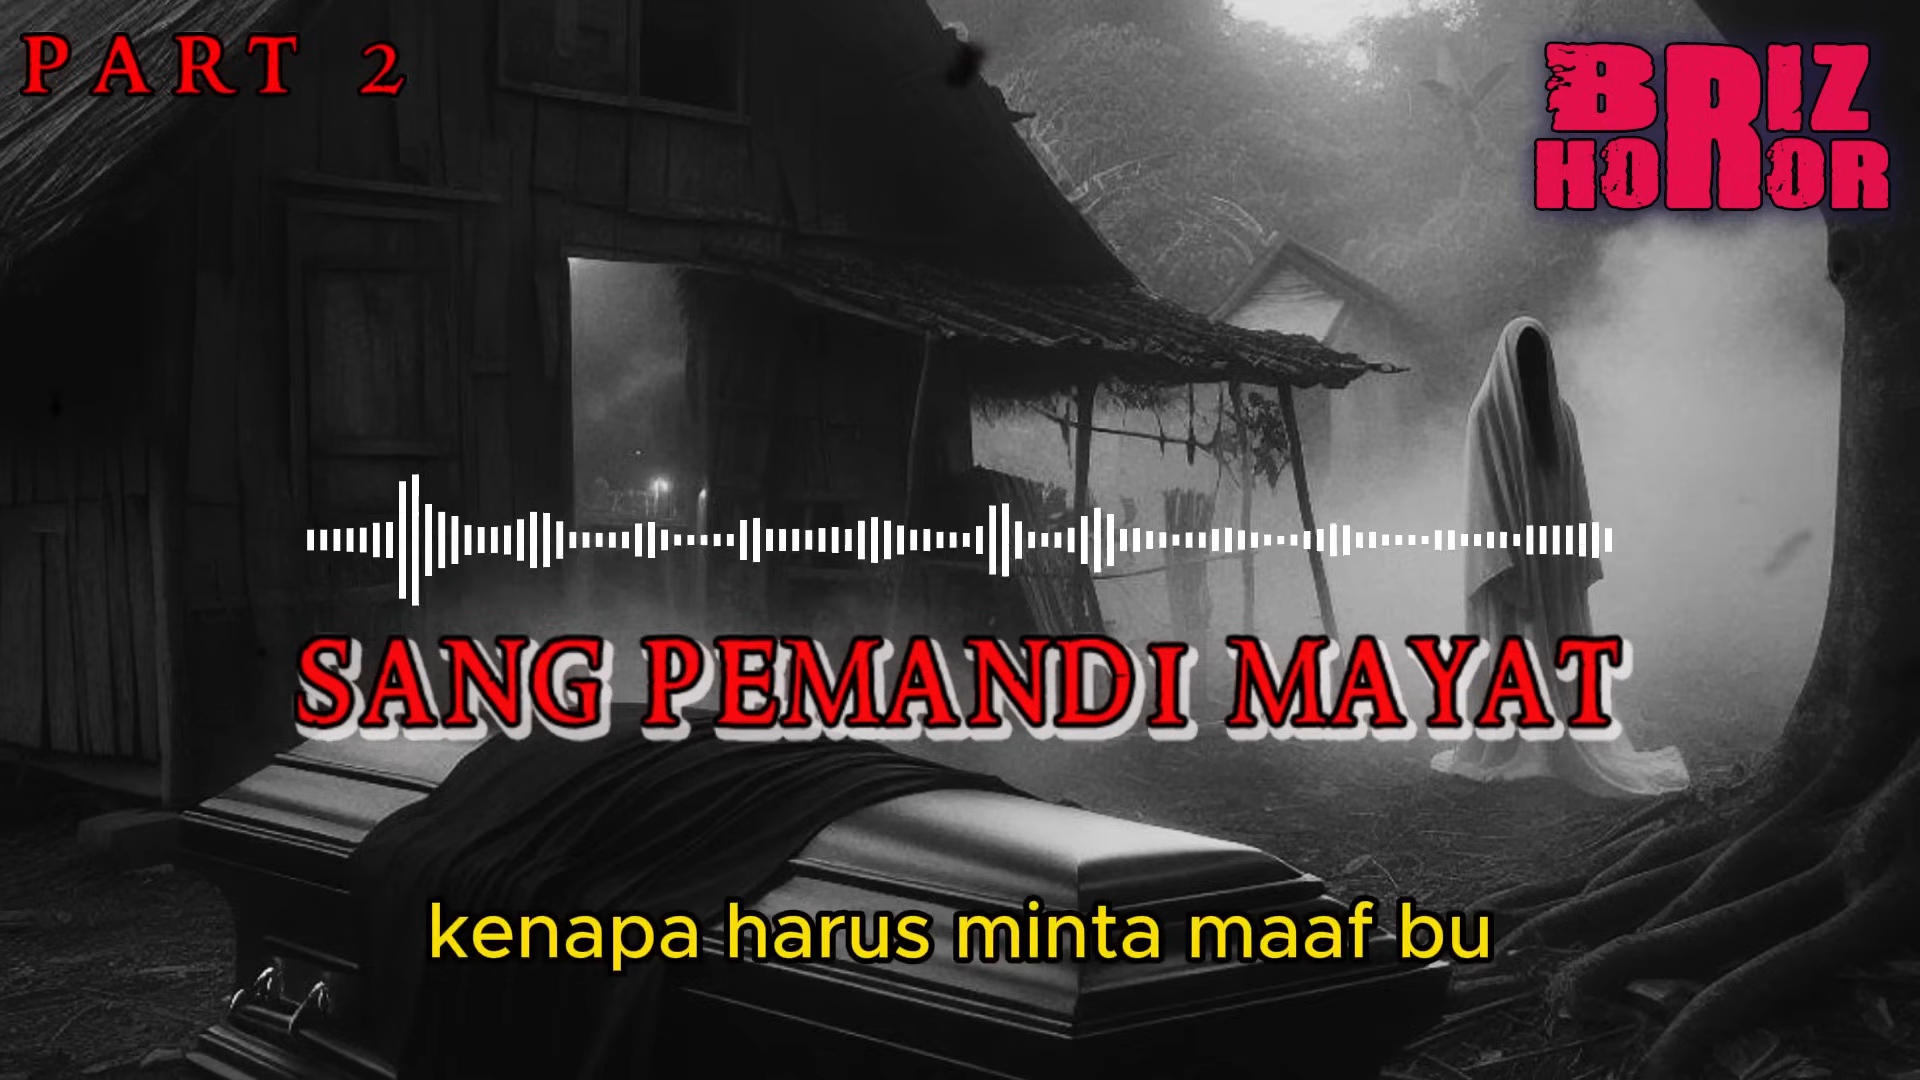 PART 2
BRIZ
HOROR
SANG PEMANDI MAYAT
kenapa harus minta maaf bu